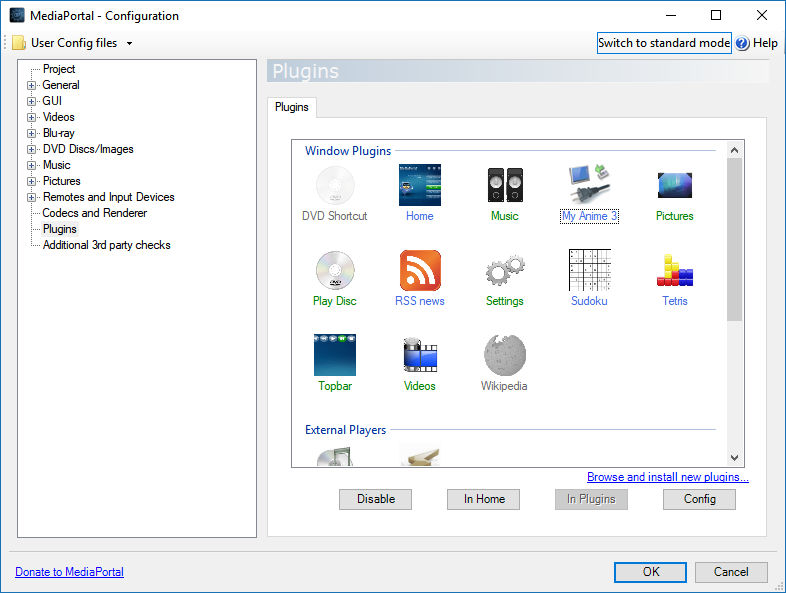 MediaPortal - Configuration
User Config files
Switch to standard mode
Help
Project
General
GUI
Videos
Blu-ray
DVD Discs/Images
Music
Pictures
Remotes and Input Devices
Codecs and Renderer
Plugins
Additional 3rd party checks
Plugins
Plugins
Window Plugins
DVD Shortcut
Home
Music
My Anime 3
Pictures
Play Disc
RSS news
Settings
Sudoku
Tetris
Topbar
Videos
Wikipedia
External Players
Browse and install new plugins...
Disable
In Home
In Plugins
Config
Donate to MediaPortal
OK
Cancel